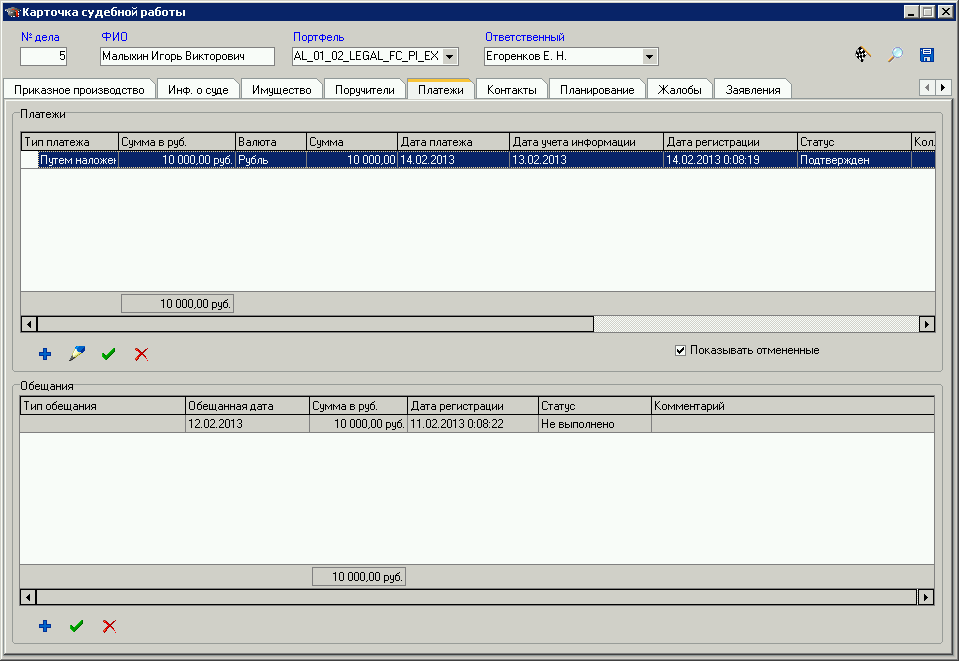 Карточка судебной работы
№ дела ФИО Портфель Ответственный
5 Малыхин Игорь Викторович AL_01_02_LEGAL_FC_PI_EX Егоренков Е. Н.
Приказное производство Инф. о суде Имущество Поручители Платежи Контакты Планирование Жалобы Заявления
Платежи
Тип платежа Сумма в руб. Валюта Сумма Дата платежа Дата учета информации Дата регистрации Статус Кол.
Путем наложен 10 000,00 руб. Рубль 10 000,00 14.02.2013 13.02.2013 14.02.2013 0:08:19 Подтвержден
10 000,00 руб.
Показывать отмененные
Обещания
Тип обещания Обещанная дата Сумма в руб. Дата регистрации Статус Комментарий
12.02.2013 10 000,00 руб. 11.02.2013 0:08:22 Не выполнено
10 000,00 руб.